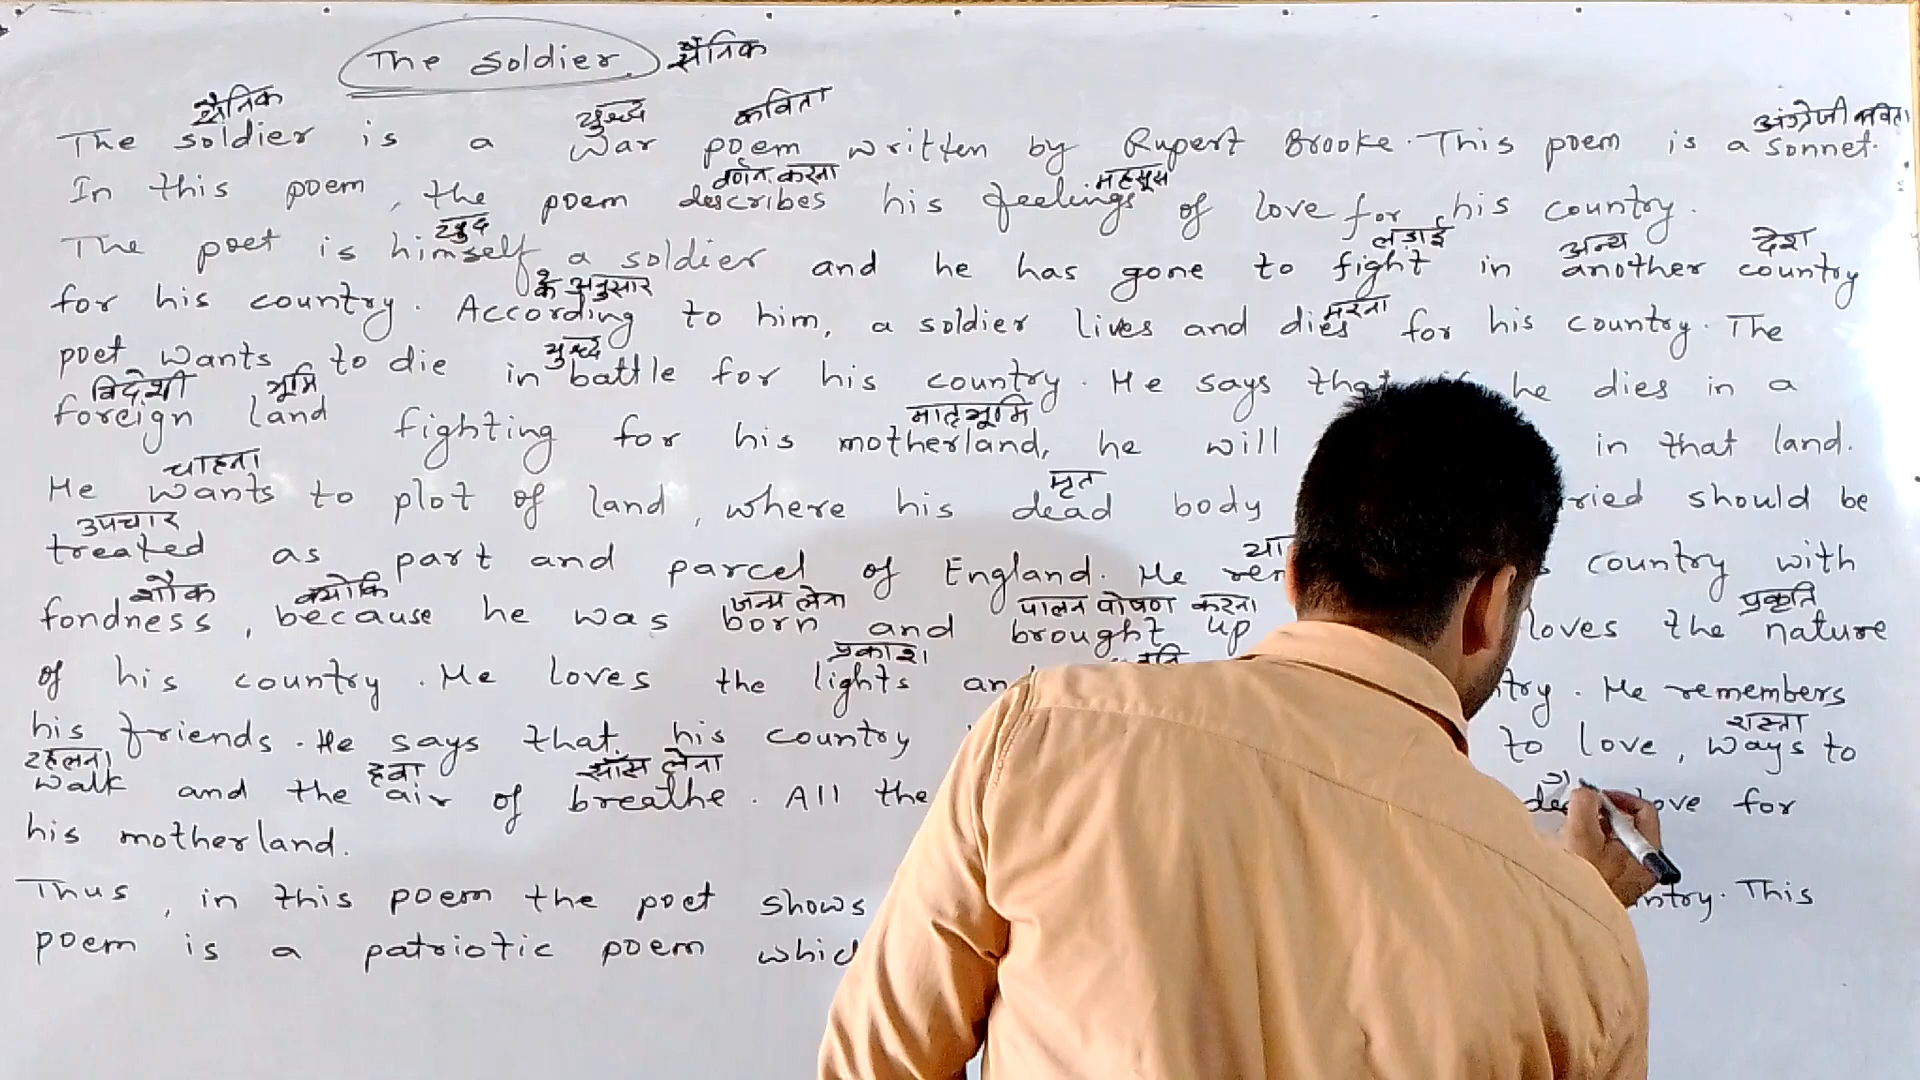 The soldier सैनिक
सैनिक युद्ध कविता अंग्रेजी कविता
The soldier is a war poem written by Rupert Brooke. This poem is a sonnet.
वर्णन करना महसूस
In this poem, the poem describes his feelings of love for his country.
खुद लड़ाई अन्य देश
The poet is himself a soldier and he has gone to fight in another country
के अनुसार मरना
for his country. According to him, a soldier lives and dies for his country. The
युद्ध
poet wants to die in battle for his country. He says that he dies in a
विदेशी भूमि मातृभूमि
foreign land fighting for his motherland, he will in that land.
चाहना मृत
He wants to plot of land, where his dead body should be
उपचार
treated as part and parcel of England. He country with
शौक क्योकि जन्म लेना पालन पोषण करना प्रकृति
fondness, because he was born and brought up loves the nature
प्रकाश
of his country. He loves the lights He remembers
रास्ता
his friends. He says that his country to love, ways to
टहलना हवा साँस लेना
walk and the air of breathe. All the love for
his motherland.
Thus, in this poem the poet shows This
poem is a patriotic poem